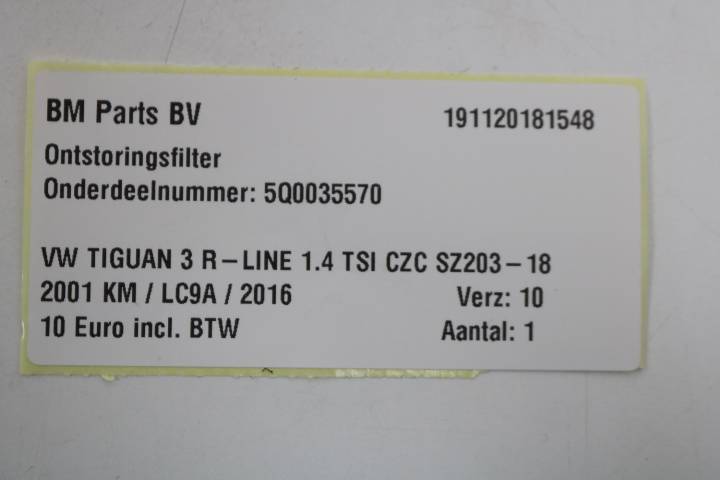 BM Parts BV 191120181548
Ontstoringsfilter
Onderdeelnummer: 5Q0035570
VW TIGUAN 3 R-LINE 1.4 TSI CZC SZ203-18
2001 KM / LC9A / 2016 Verz: 10
10 Euro incl. BTW Aantal: 1